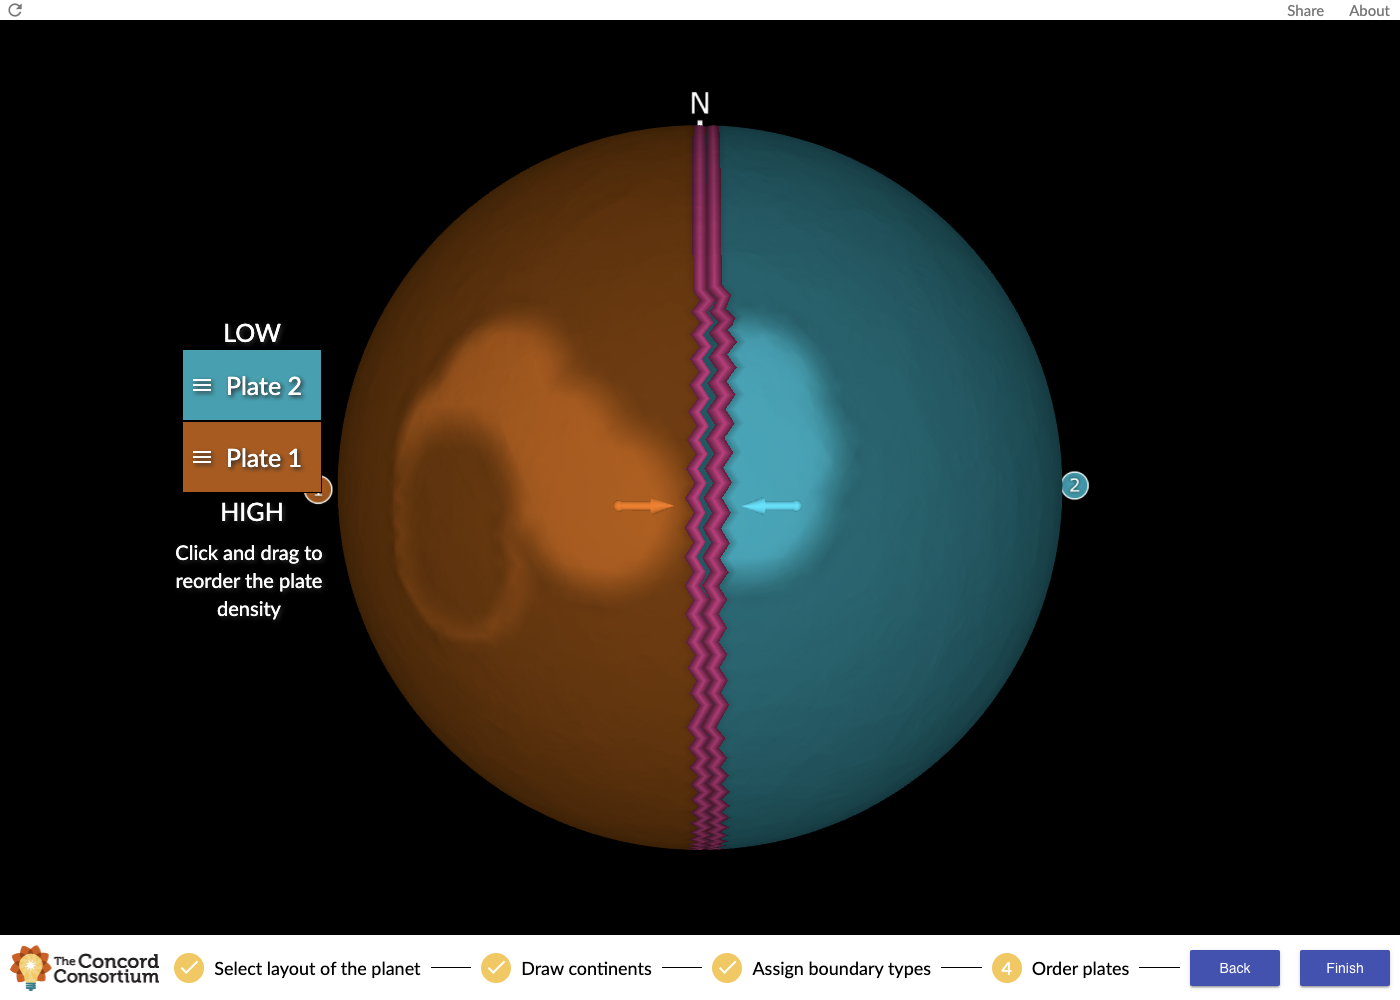 Share About
N
LOW
Plate 2
Plate 1
1
HIGH
2
Click and drag to
reorder the plate
density
The Concord
Consortium
Select layout of the planet
Draw continents
Assign boundary types
4 Order plates
Back
Finish